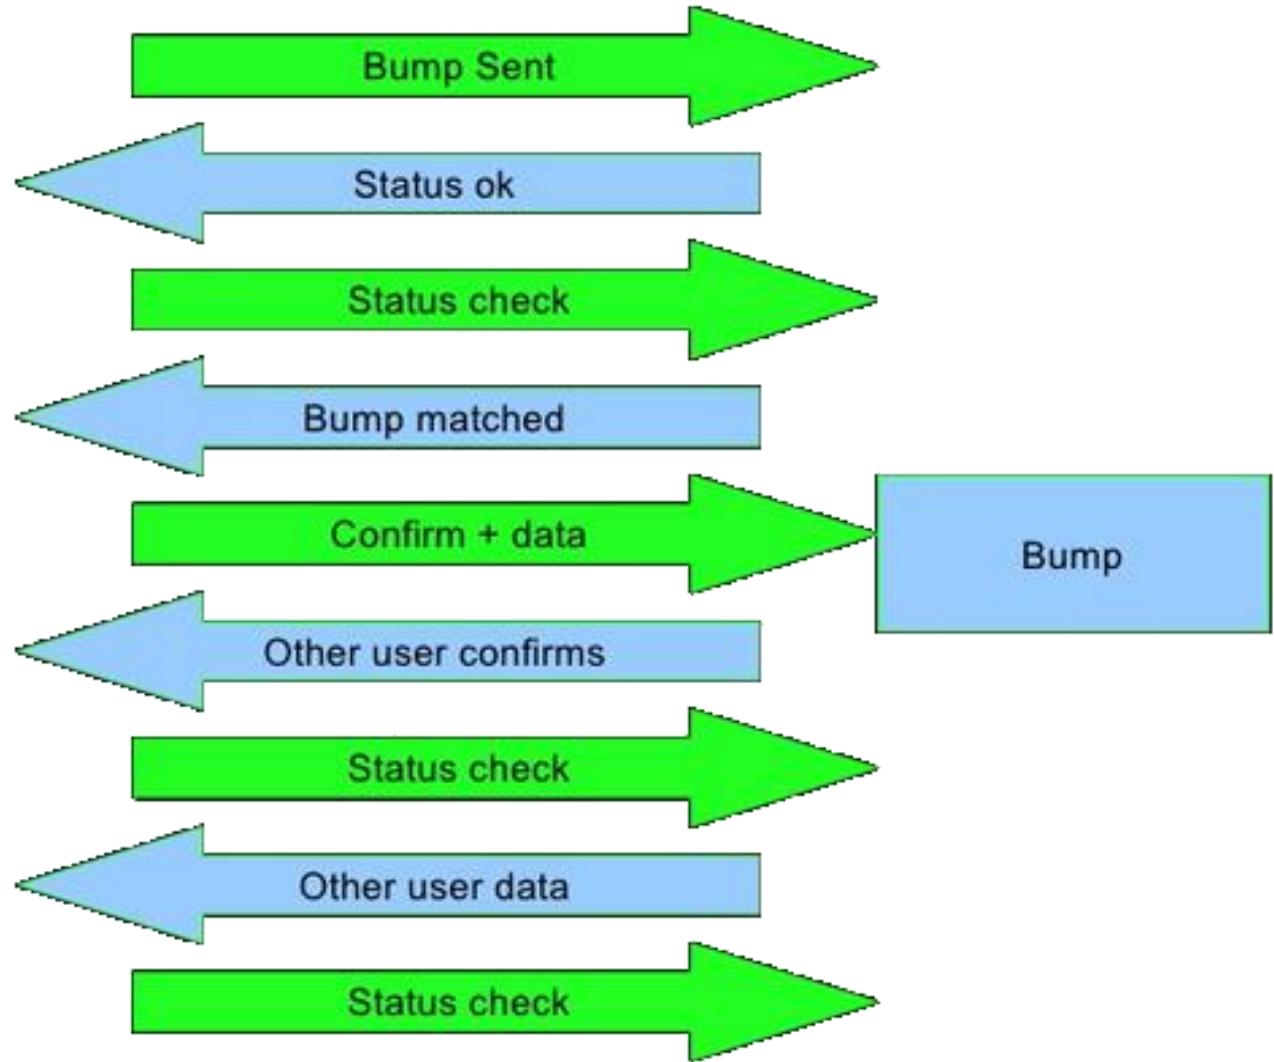 Bump Sent
Status ok
Status check
Bump matched
Confirm + data
Bump
Other user confirms
Status check
Other user data
Status check